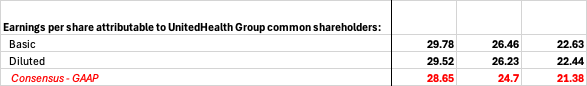 Earnings per share attributable to UnitedHealth Group common shareholders:
Basic 29.78 26.46 22.63
Diluted 29.52 26.23 22.44
Consensus - GAAP 28.65 24.7 21.38